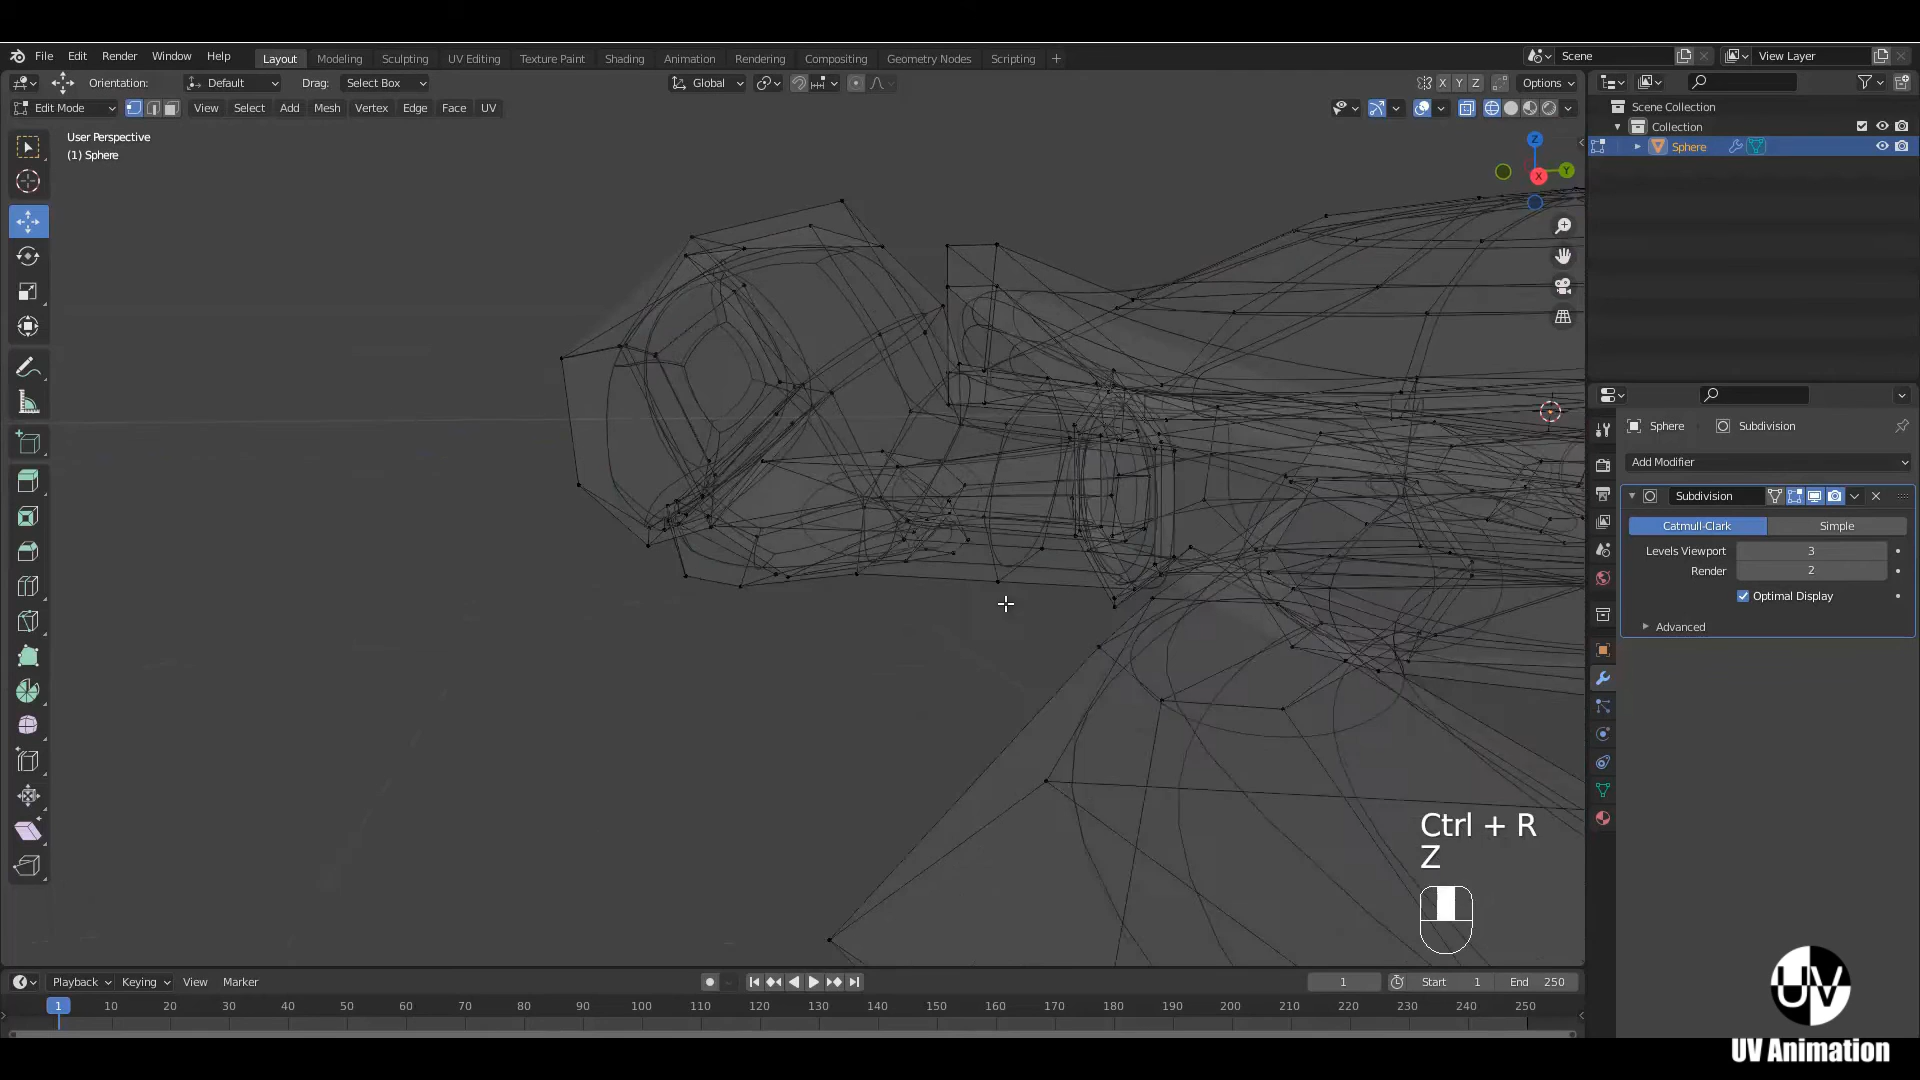 File Edit Render Window Help Layout Modeling Sculpting UV Editing Texture Paint Shading Animation Rendering Compositing Geometry Nodes Scripting + Scene View Layer
Orientation: Default Drag: Select Box Global X Y Z Options
Edit Mode View Select Add Mesh Vertex Edge Face UV
User Perspective
(1) Sphere
Z
Y
X
Scene Collection
Collection
Sphere
Sphere Subdivision
Add Modifier
Subdivision
Catmull-Clark Simple
Levels Viewport 3
Render 2
Optimal Display
Advanced
Ctrl + R
Z
Playback Keying View Marker 1 Start 1 End 250
1 10 20 30 40 50 60 70 80 90 100 110 120 130 140 150 160 170 180 190 200 210 220 230 240 250
UV
UV Animation